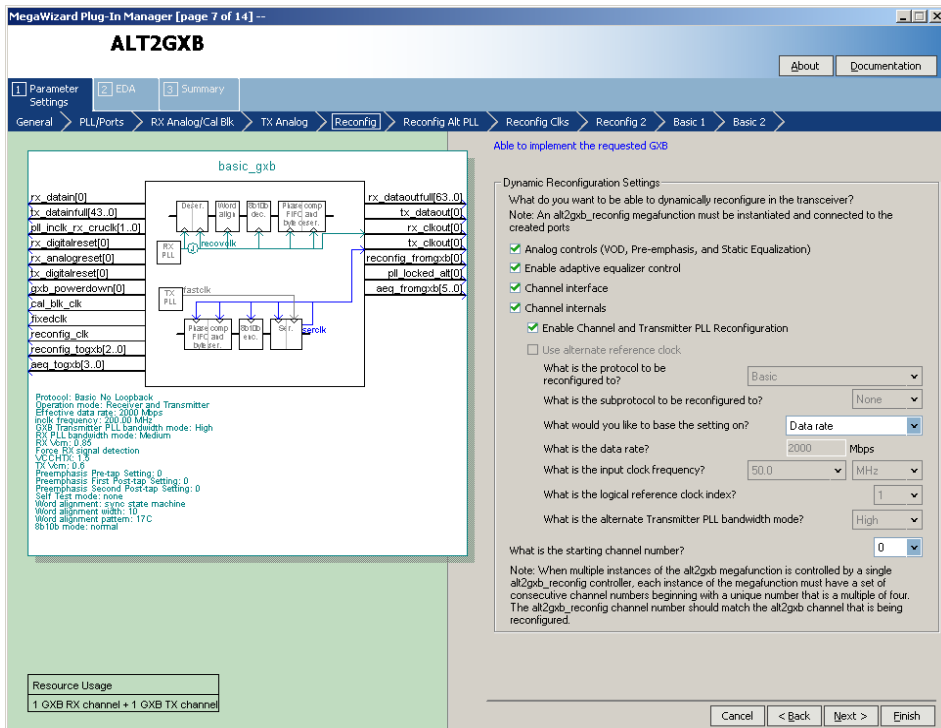 MegaWizard Plug-In Manager [page 7 of 14] --
ALT2GXB
About
Documentation
1 Parameter Settings
2 EDA
3 Summary
General
PLL/Ports
RX Analog/Cal Blk
TX Analog
Reconfig
Reconfig Alt PLL
Reconfig Clks
Reconfig 2
Basic 1
Basic 2
basic_gxb
rx_datain[0]
tx_datainfull[43..0]
pll_inclk_rx_cruclk[1..0]
rx_digitalreset[0]
rx_analogreset[0]
tx_digitalreset[0]
gxb_powerdown[0]
cal_blk_clk
fixedclk
reconfig_clk
reconfig_togxb[2..0]
aeq_togxb[3..0]
Deser.
Word
align
8b10b
dec.
Phase comp
FIFO and
byte deser.
RX
PLL
recovclk
TX
PLL
fastclk
Phase comp
FIFO and
byte ser.
8b10b
enc.
Ser.
serclk
rx_dataoutfull[63..0]
tx_dataout[0]
rx_clkout[0]
tx_clkout[0]
reconfig_fromgxb[0]
pll_locked_alt[0]
aeq_fromgxb[5..0]
Protocol: Basic No Loopback
Operation mode: Receiver and Transmitter
Effective data rate: 2000 Mbps
inclk frequency: 200.00 MHz
GXB Transmitter PLL bandwidth mode: High
RX PLL bandwidth mode: Medium
RX Vcm: 0.85
Force RX signal detection
VCCHTX: 1.5
TX Vcm: 0.6
Preemphasis Pre-tap Setting: 0
Preemphasis First Post-tap Setting: 0
Preemphasis Second Post-tap Setting: 0
Self Test mode: none
Word alignment: sync state machine
Word alignment width: 10
Word alignment pattern: 17C
8b10b mode: normal
Resource Usage
1 GXB RX channel + 1 GXB TX channel
Able to implement the requested GXB
Dynamic Reconfiguration Settings
What do you want to be able to dynamically reconfigure in the transceiver?
Note: An alt2gxb_reconfig megafunction must be instantiated and connected to the
created ports
Analog controls (VOD, Pre-emphasis, and Static Equalization)
Enable adaptive equalizer control
Channel interface
Channel internals
Enable Channel and Transmitter PLL Reconfiguration
Use alternate reference clock
What is the protocol to be
reconfigured to?
Basic
What is the subprotocol to be reconfigured to?
None
What would you like to base the setting on?
Data rate
What is the data rate?
2000 Mbps
What is the input clock frequency?
50.0 MHz
What is the logical reference clock index?
1
What is the alternate Transmitter PLL bandwidth mode?
High
What is the starting channel number?
0
Note: When multiple instances of the alt2gxb megafunction is controlled by a single
alt2gxb_reconfig controller, each instance of the megafunction must have a set of
consecutive channel numbers beginning with a unique number that is a multiple of four.
The alt2gxb_reconfig channel number should match the alt2gxb channel that is being
reconfigured.
Cancel
< Back
Next >
Finish